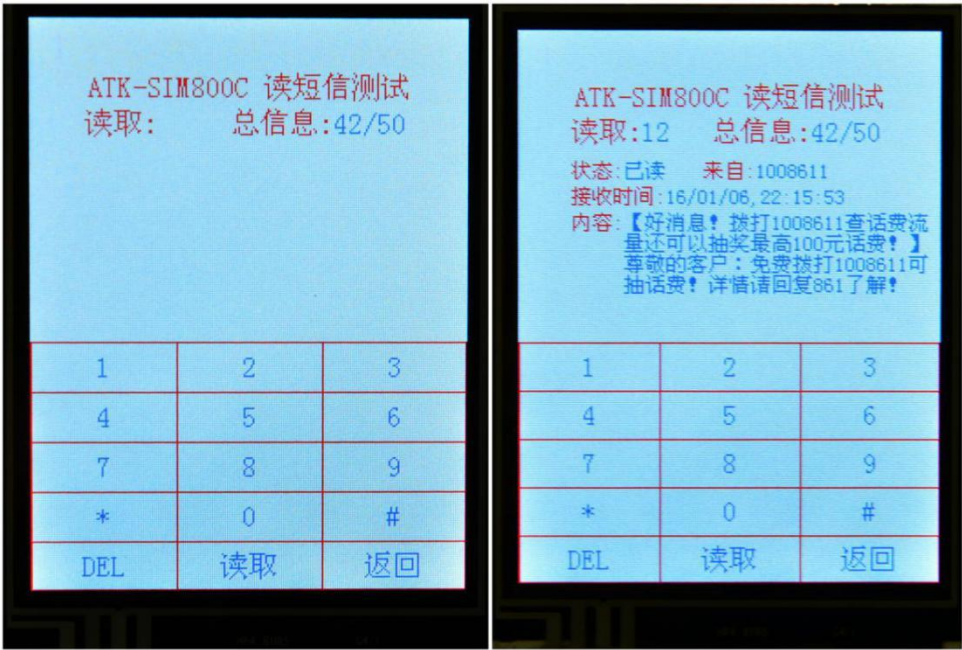 ATK-SIM800C 读短信测试
读取: 总信息:42/50
1 2 3
4 5 6
7 8 9
* 0 #
DEL 读取 返回
ATK-SIM800C 读短信测试
读取:12 总信息:42/50
状态:已读 来自:1008611
接收时间:16/01/06,22:15:53
内容:【好消息！拨打1008611查话费流
量还可以抽奖最高100元话费！】
尊敬的客户：免费拨打1008611可
抽话费！详情请回复861了解！
1 2 3
4 5 6
7 8 9
* 0 #
DEL 读取 返回